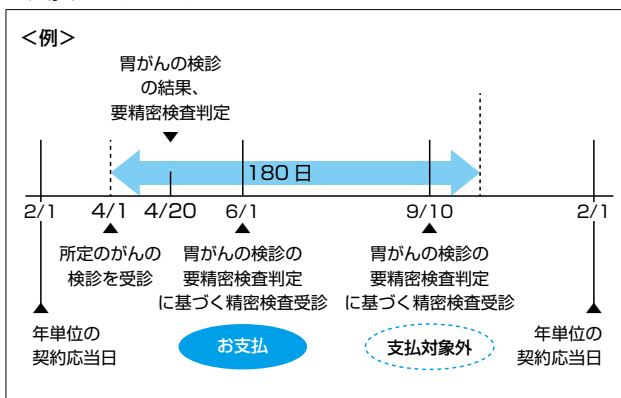 <例>
胃がんの検診
の結果、
要精密検査判定
▼
180日
2/1
4/1
4/20
6/1
9/10
2/1
所定のがんの
検診を受診
胃がんの検診の
要精密検査判定
に基づく精密検査受診
胃がんの検診の
要精密検査判定
に基づく精密検査受診
年単位の
契約応当日
お支払
支払対象外
年単位の
契約応当日